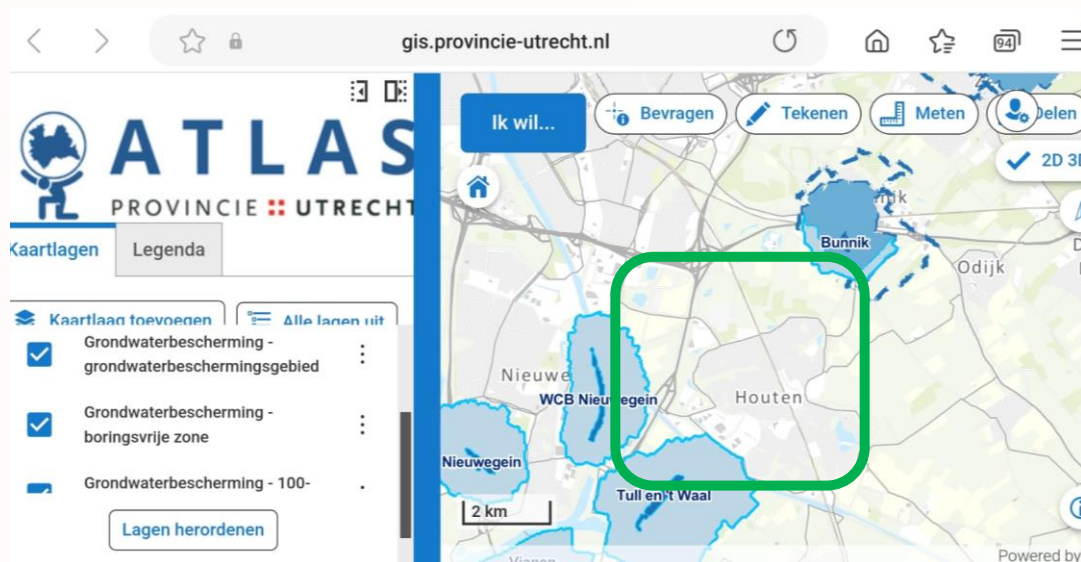 gis.provincie-utrecht.nl
94
ATLAS
PROVINCIE UTRECHT
Kaartlagen
Legenda
Kaartlaag toevoegen
Alle lagen uit
Grondwaterbescherming -
grondwaterbeschermingsgebied
Grondwaterbescherming -
boringsvrije zone
Grondwaterbescherming - 100-
Lagen herordenen
Ik wil...
Bevragen
Tekenen
Meten
Delen
2D 3D
Bunnik
Odijk
Nieuwe
WCB Nieuwegein
Houten
Nieuwegein
Tull en 't Waal
2 km
Vianen
Powered by